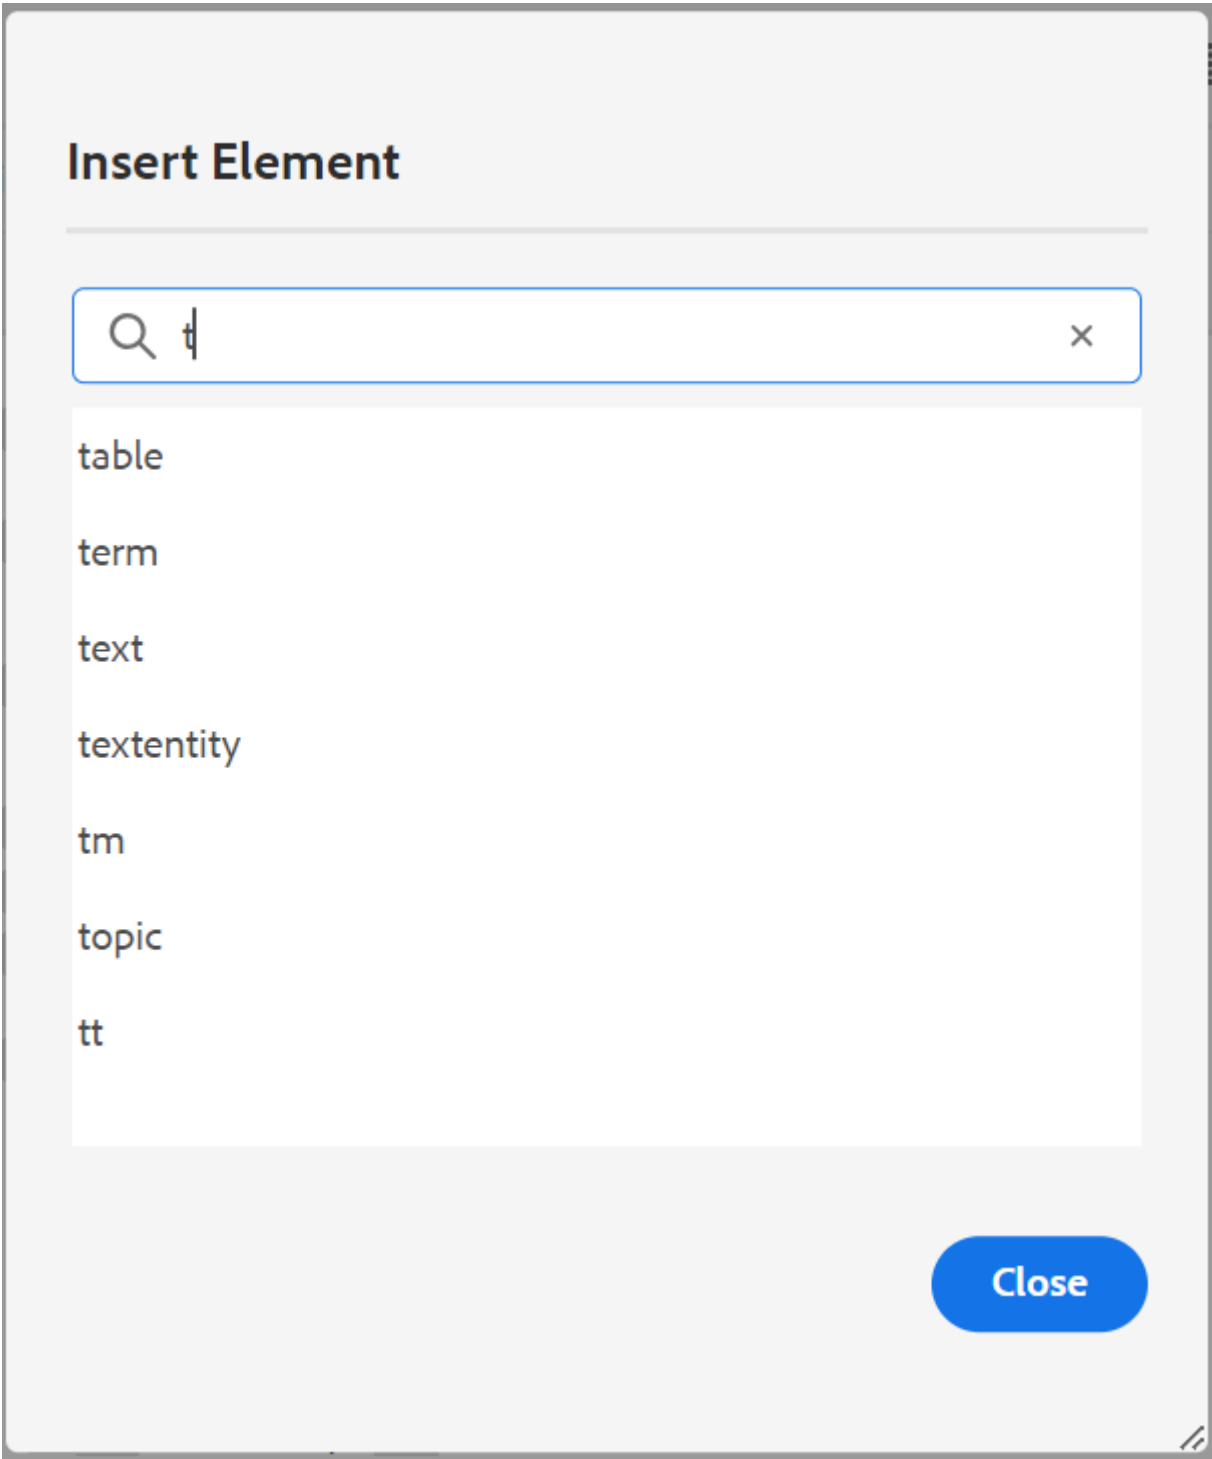 Insert Element
t
table
term
text
textentity
tm
topic
tt
Close